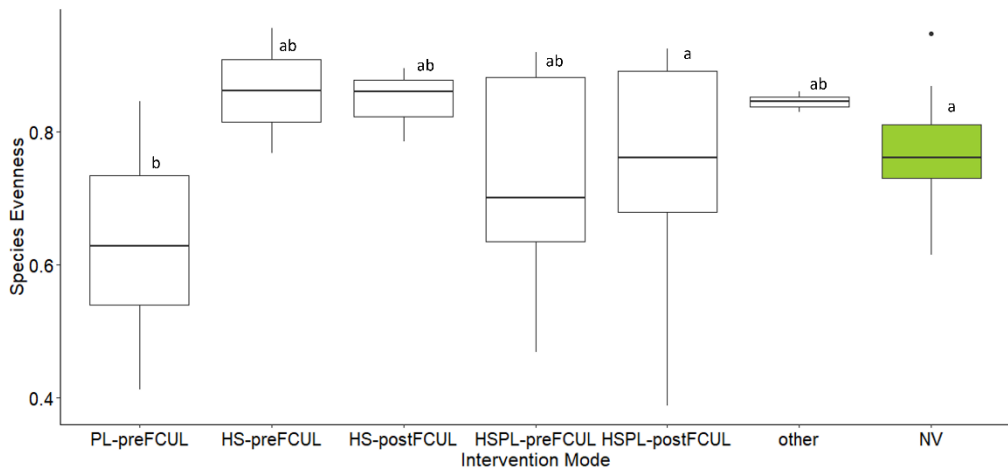 ab
ab
ab
a
ab
a
b
0.8
0.6
0.4
Species Evenness
PL-preFCUL HS-preFCUL HS-postFCUL HSPL-preFCUL HSPL-postFCUL other NV
Intervention Mode